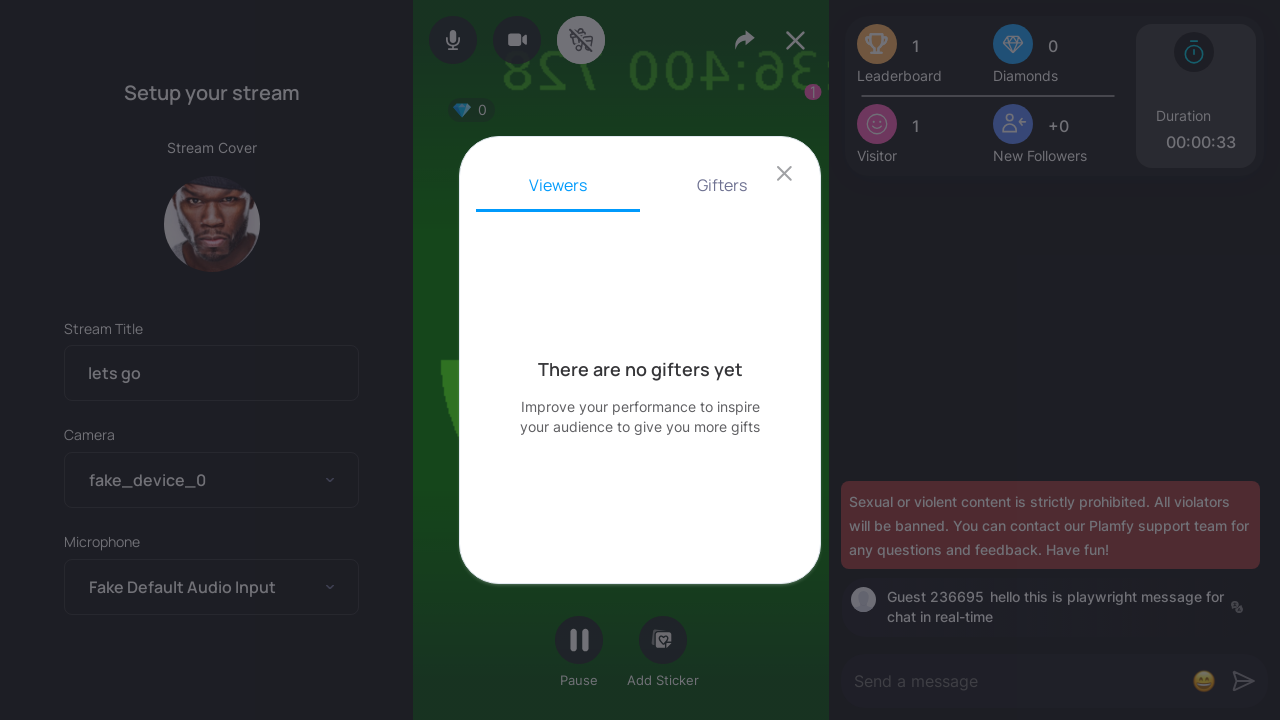 Setup your stream
Stream Cover
Stream Title
lets go
Camera
fake_device_0
Microphone
Fake Default Audio Input
36:400 728
1
0
Viewers
Gifters
There are no gifters yet
Improve your performance to inspire
your audience to give you more gifts
Pause
Add Sticker
1
Leaderboard
0
Diamonds
1
Visitor
+0
New Followers
Duration
00:00:33
Sexual or violent content is strictly prohibited. All violators
will be banned. You can contact our Plamfy support team for
any questions and feedback. Have fun!
Guest 236695 hello this is playwright message for
chat in real-time
Send a message